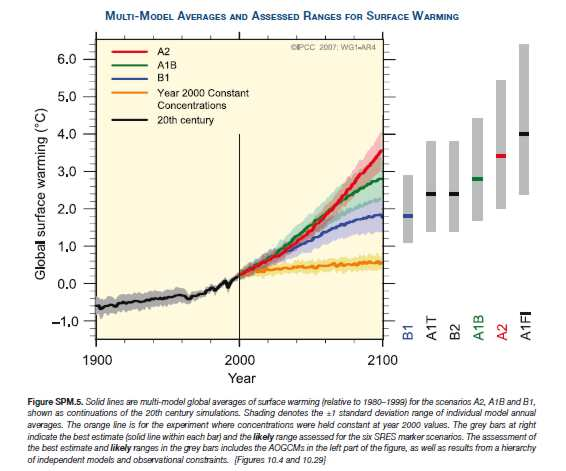 MULTI-MODEL AVERAGES AND ASSESSED RANGES FOR SURFACE WARMING
©IPCC 2007: WG1-AR4
A2
A1B
B1
Year 2000 Constant
Concentrations
20th century
Global surface warming (°C)
6.0
5.0
4.0
3.0
2.0
1.0
0.0
–1.0
1900
2000
2100
Year
B1
A1T
B2
A1B
A2
A1FI
Figure SPM.5. Solid lines are multi-model global averages of surface warming (relative to 1980–1999) for the scenarios A2, A1B and B1,
shown as continuations of the 20th century simulations. Shading denotes the ±1 standard deviation range of individual model annual
averages. The orange line is for the experiment where concentrations were held constant at year 2000 values. The grey bars at right
indicate the best estimate (solid line within each bar) and the likely range assessed for the six SRES marker scenarios. The assessment of
the best estimate and likely ranges in the grey bars includes the AOGCMs in the left part of the figure, as well as results from a hierarchy
of independent models and observational constraints. {Figures 10.4 and 10.29}